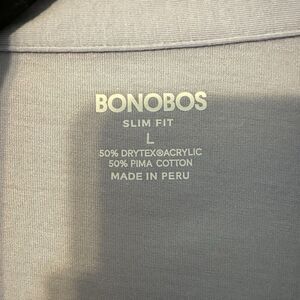 BONOBOS
SLIM FIT
L
50% DRYTEX®ACRYLIC
50% PIMA COTTON
MADE IN PERU